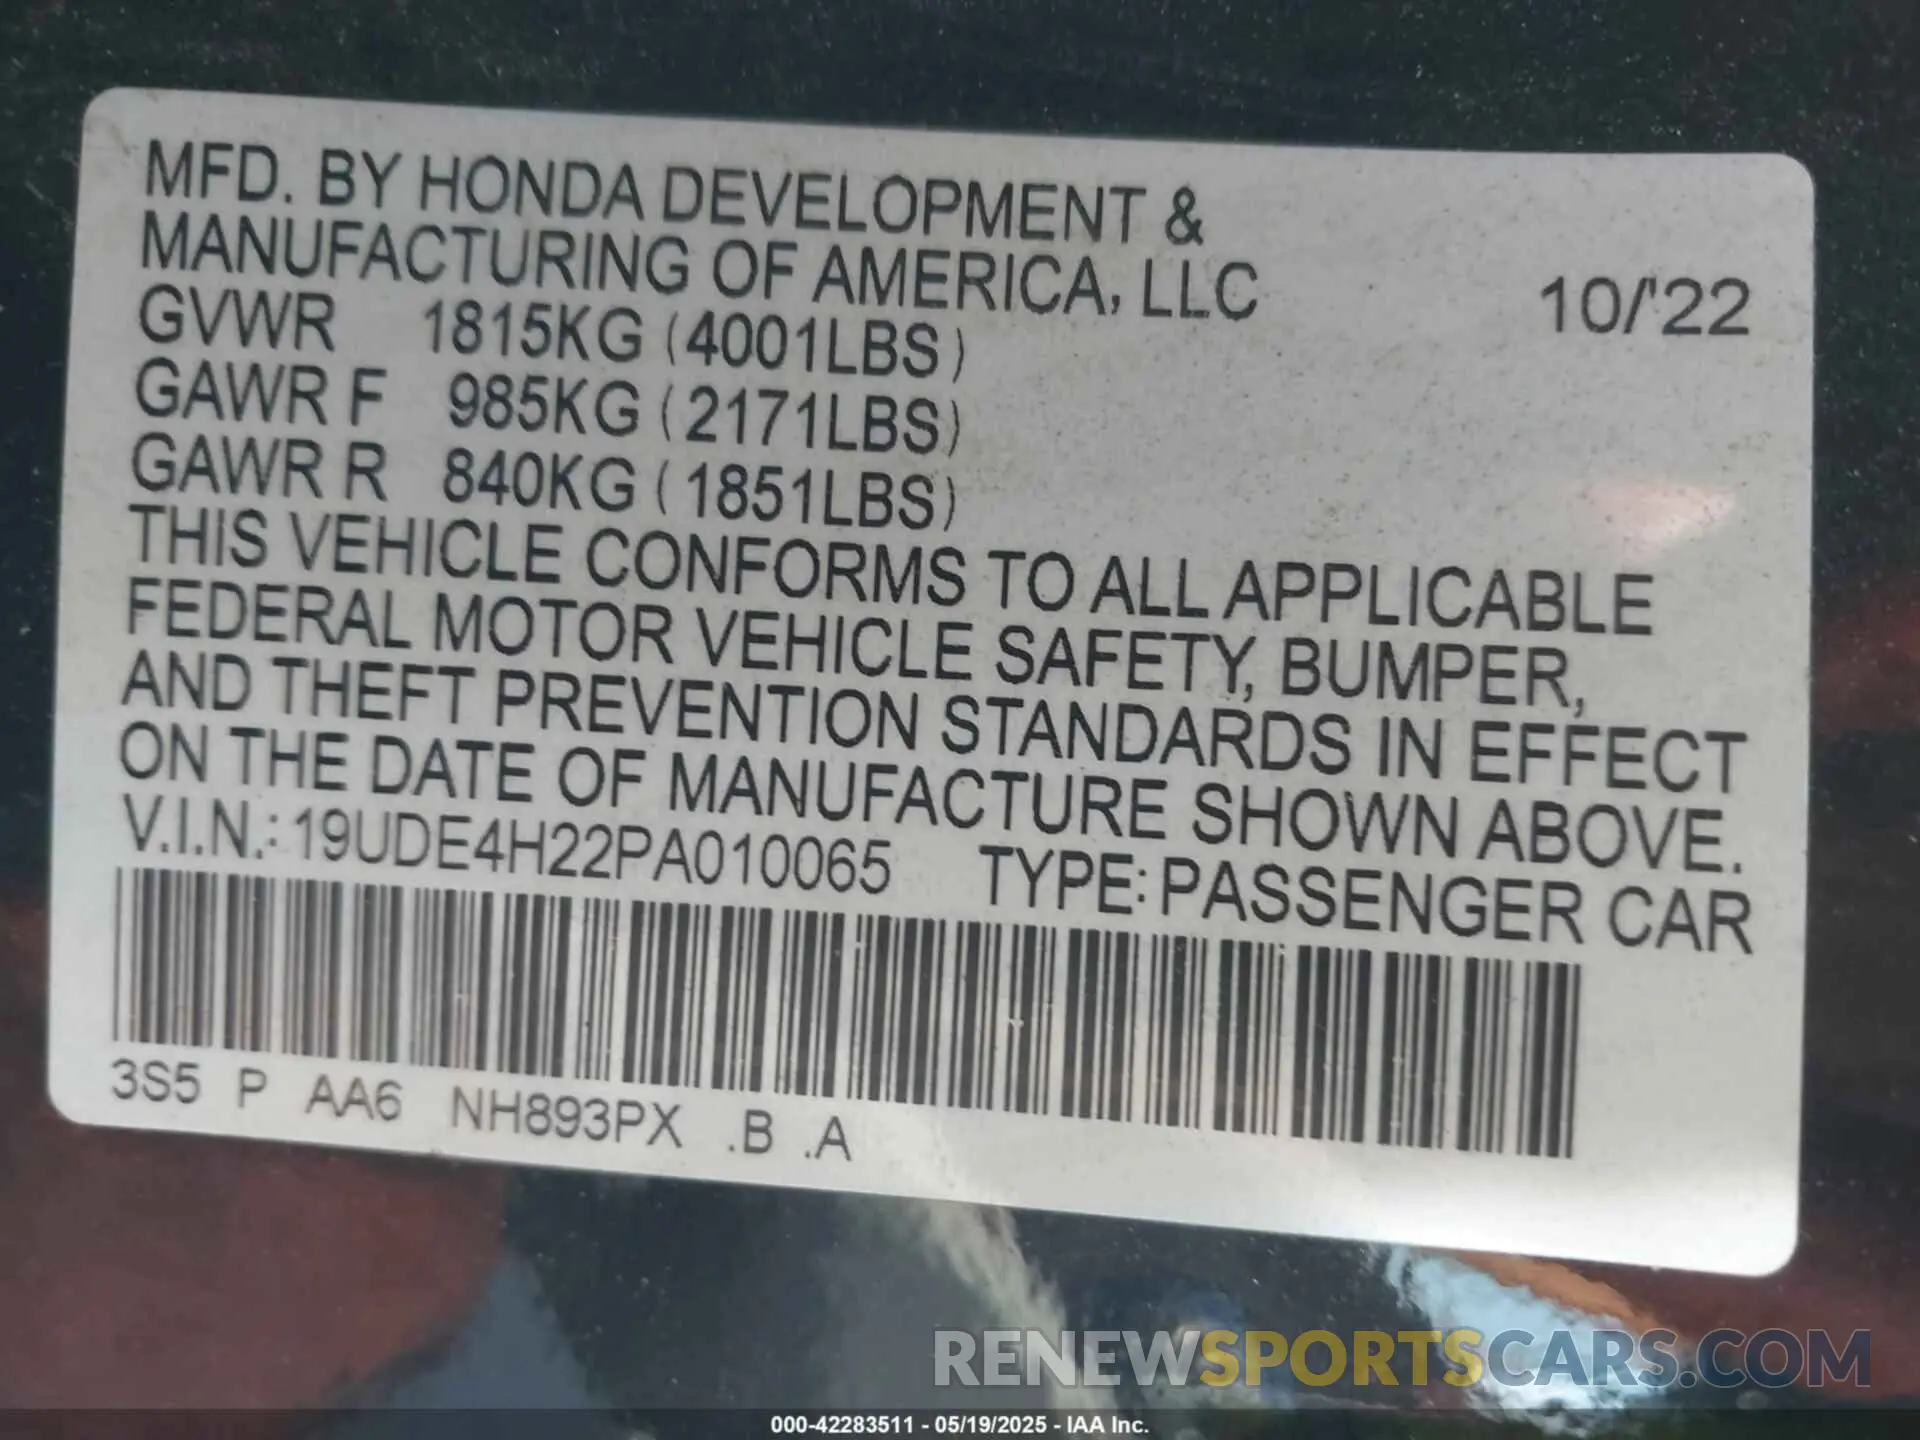 MFD. BY HONDA DEVELOPMENT &
MANUFACTURING OF AMERICA, LLC 10/'22
GVWR 1815KG (4001LBS)
GAWR F 985KG (2171LBS)
GAWR R 840KG (1851LBS)
THIS VEHICLE CONFORMS TO ALL APPLICABLE
FEDERAL MOTOR VEHICLE SAFETY, BUMPER,
AND THEFT PREVENTION STANDARDS IN EFFECT
ON THE DATE OF MANUFACTURE SHOWN ABOVE.
V.I.N.: 19UDE4H22PA010065 TYPE: PASSENGER CAR
3S5 P AA6 NH893PX .B .A
RENEWSPORTSCARS.COM
000-42283511 - 05/19/2025 - IAA Inc.